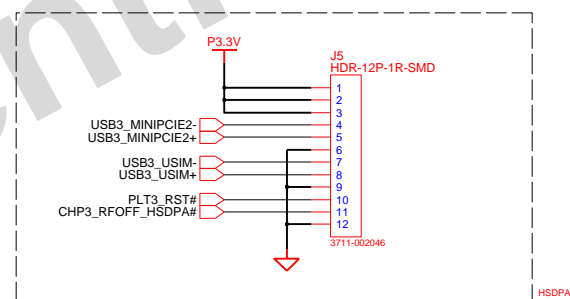 P3.3V
J5
HDR-12P-1R-SMD
1
2
3
USB3_MINIPCIE2- 4
USB3_MINIPCIE2+ 5
6
USB3_USIM- 7
USB3_USIM+ 8
9
PLT3_RST# 10
CHP3_RFOFF_HSDPA# 11
12
3711-002046
HSDPA